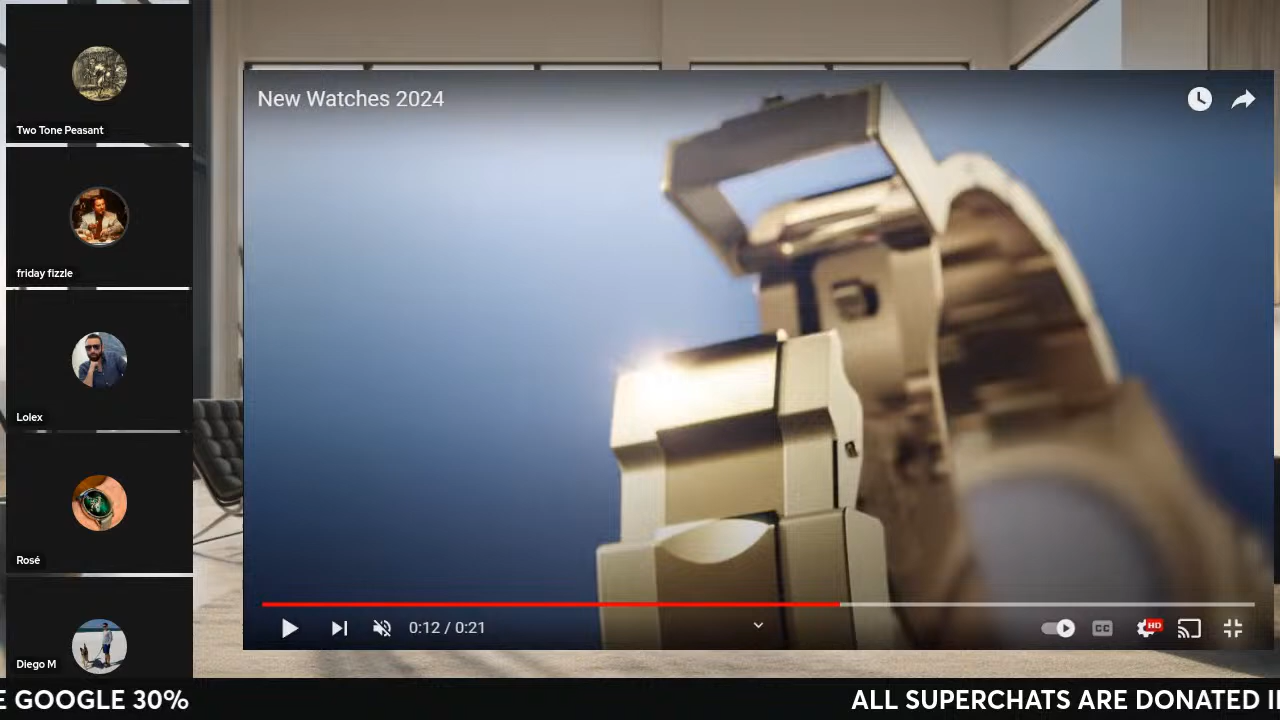 Two Tone Peasant
friday fizzle
Lolex
Rosé
Diego M
New Watches 2024
0:12 / 0:21
CC
HD
E GOOGLE 30%
ALL SUPERCHATS ARE DONATED